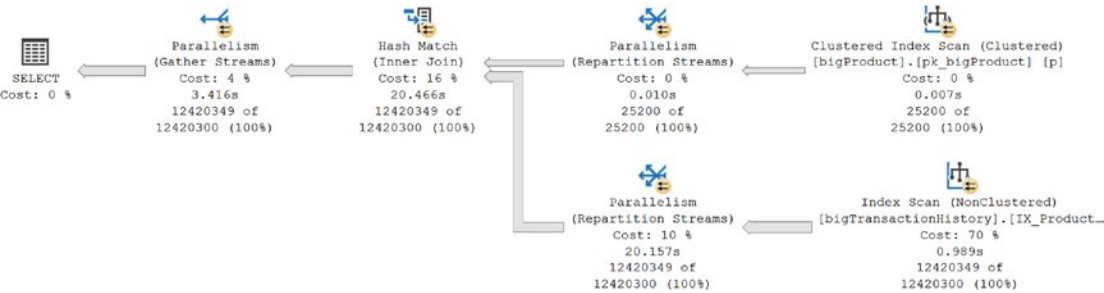 SELECT
Cost: 0 %
Parallelism
(Gather Streams)
Cost: 4 %
3.416s
12420349 of
12420300 (100%)
Hash Match
(Inner Join)
Cost: 16 %
20.466s
12420349 of
12420300 (100%)
Parallelism
(Repartition Streams)
Cost: 0 %
0.010s
25200 of
25200 (100%)
Clustered Index Scan (Clustered)
[bigProduct].[pk_bigProduct] [p]
Cost: 0 %
0.007s
25200 of
25200 (100%)
Parallelism
(Repartition Streams)
Cost: 10 %
20.157s
12420349 of
12420300 (100%)
Index Scan (NonClustered)
[bigTransactionHistory].[IX_Product…
Cost: 70 %
0.989s
12420349 of
12420300 (100%)